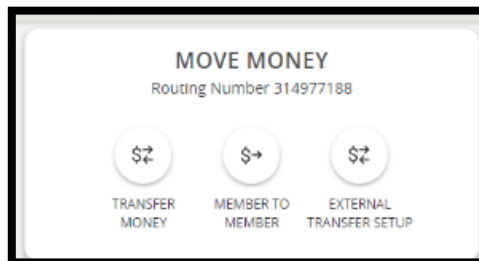 MOVE MONEY
Routing Number 314977188
$ $ $
TRANSFER MEMBER TO EXTERNAL
MONEY MEMBER TRANSFER SETUP